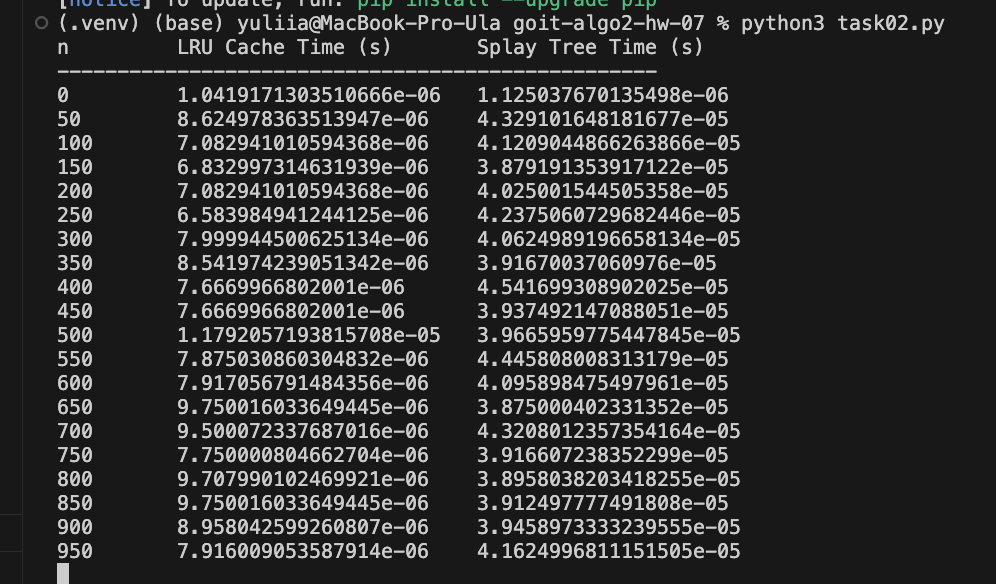 [notice] To update, run: pip install --upgrade pip
(.venv) (base) yuliia@MacBook-Pro-Ula goit-algo2-hw-07 % python3 task02.py
n         LRU Cache Time (s)       Splay Tree Time (s)
--------------------------------------------------
0         1.0419171303510666e-06   1.125037670135498e-06
50        8.624978363513947e-06    4.329101648181677e-05
100       7.082941010594368e-06    4.1209044866263866e-05
150       6.832997314631939e-06    3.879191353917122e-05
200       7.082941010594368e-06    4.025001544505358e-05
250       6.583984941244125e-06    4.2375060729682446e-05
300       7.999944500625134e-06    4.0624989196658134e-05
350       8.541974239051342e-06    3.91670037060976e-05
400       7.6669966802001e-06      4.541699308902025e-05
450       7.6669966802001e-06      3.937492147088051e-05
500       1.1792057193815708e-05   3.9665959775447845e-05
550       7.875030860304832e-06    4.445808008313179e-05
600       7.917056791484356e-06    4.095898475497961e-05
650       9.750016033649445e-06    3.875000402331352e-05
700       9.500072337687016e-06    4.3208012357354164e-05
750       7.750000804662704e-06    3.916607238352299e-05
800       9.707990102469921e-06    3.8958038203418255e-05
850       9.750016033649445e-06    3.912497777491808e-05
900       8.958042599260807e-06    3.9458973333239555e-05
950       7.916009053587914e-06    4.1624996811151505e-05